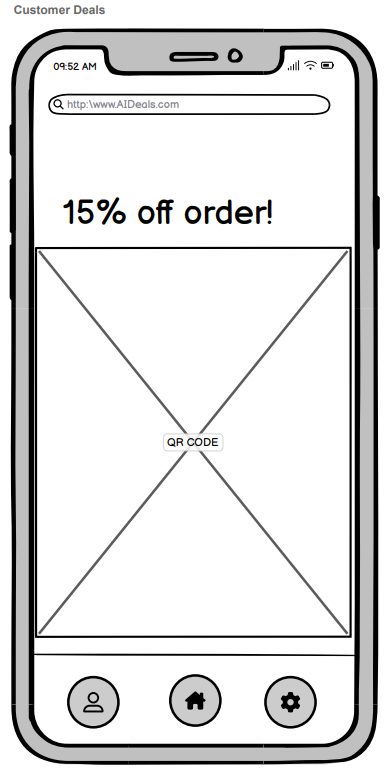 Customer Deals
09:52 AM
http:\www.AIDeals.com
15% off order!
QR CODE